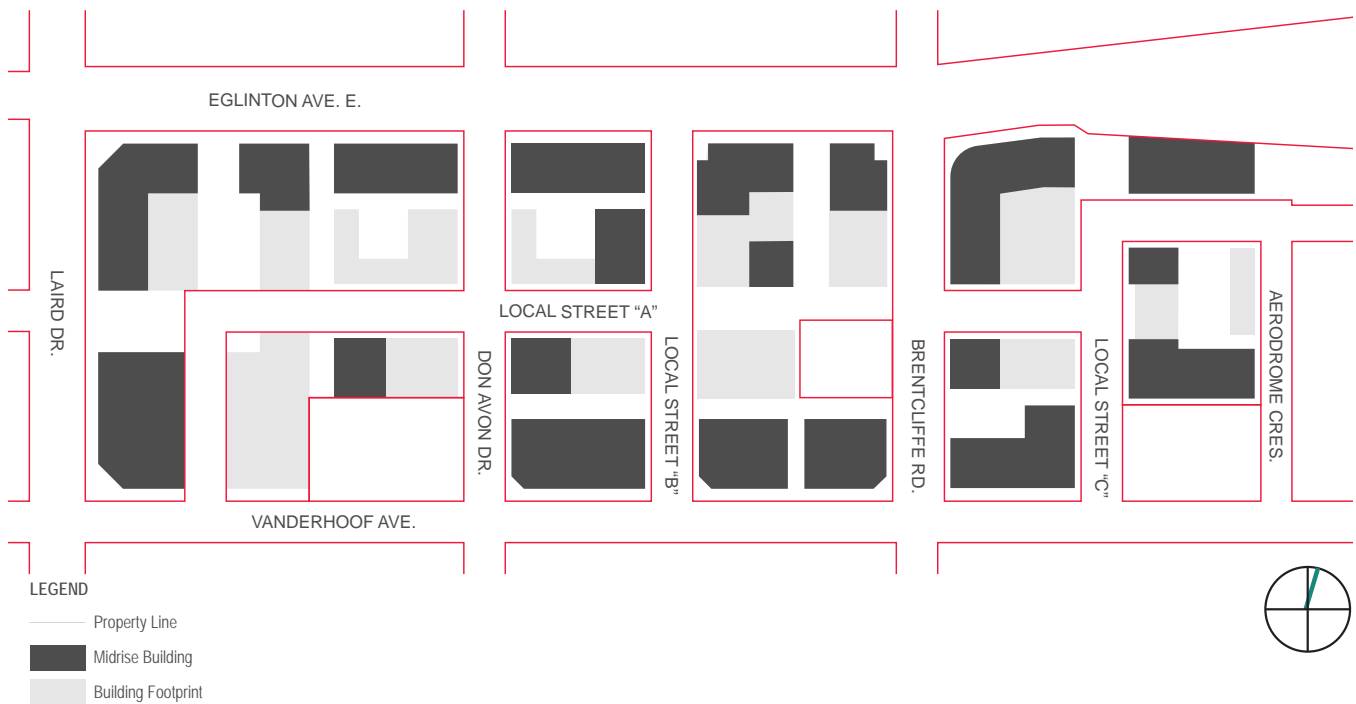 EGLINTON AVE. E.
LAIRD DR.
LOCAL STREET “A”
DON AVON DR.
LOCAL STREET “B”
BRENTCLIFFE RD.
LOCAL STREET “C”
AERODROME CRES.
VANDERHOOF AVE.
LEGEND
Property Line
Midrise Building
Building Footprint